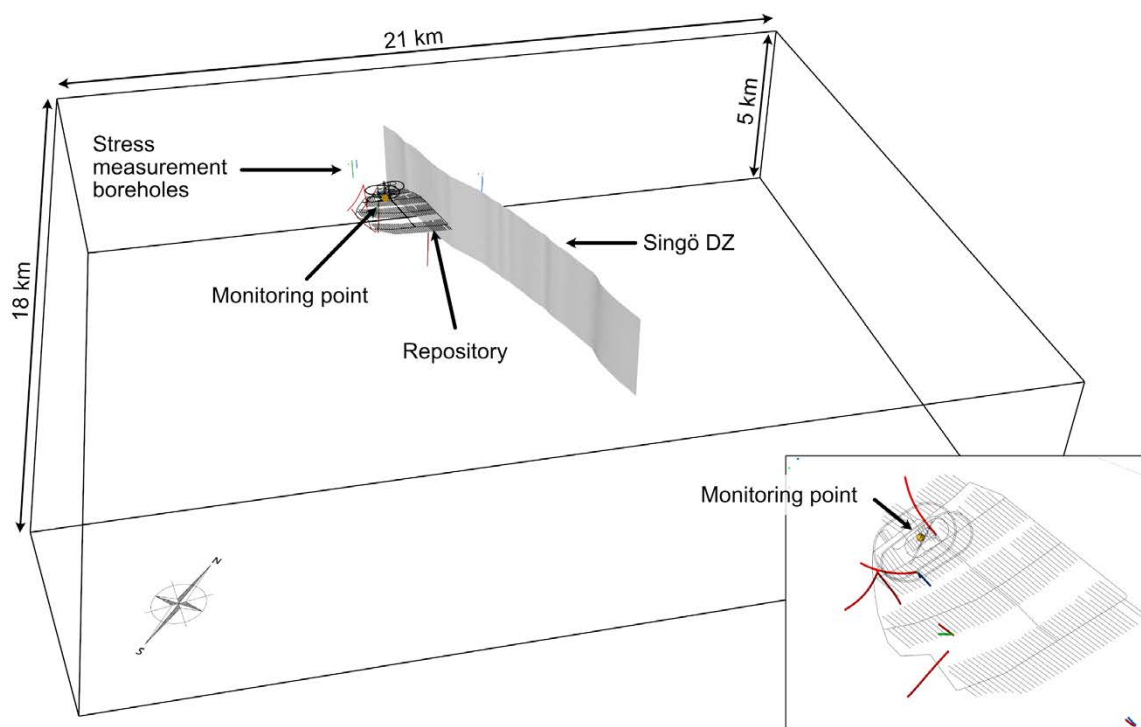 21 km
5 km
Stress
measurement
boreholes
Singö DZ
Monitoring point
18 km
Repository
Monitoring point
N
S